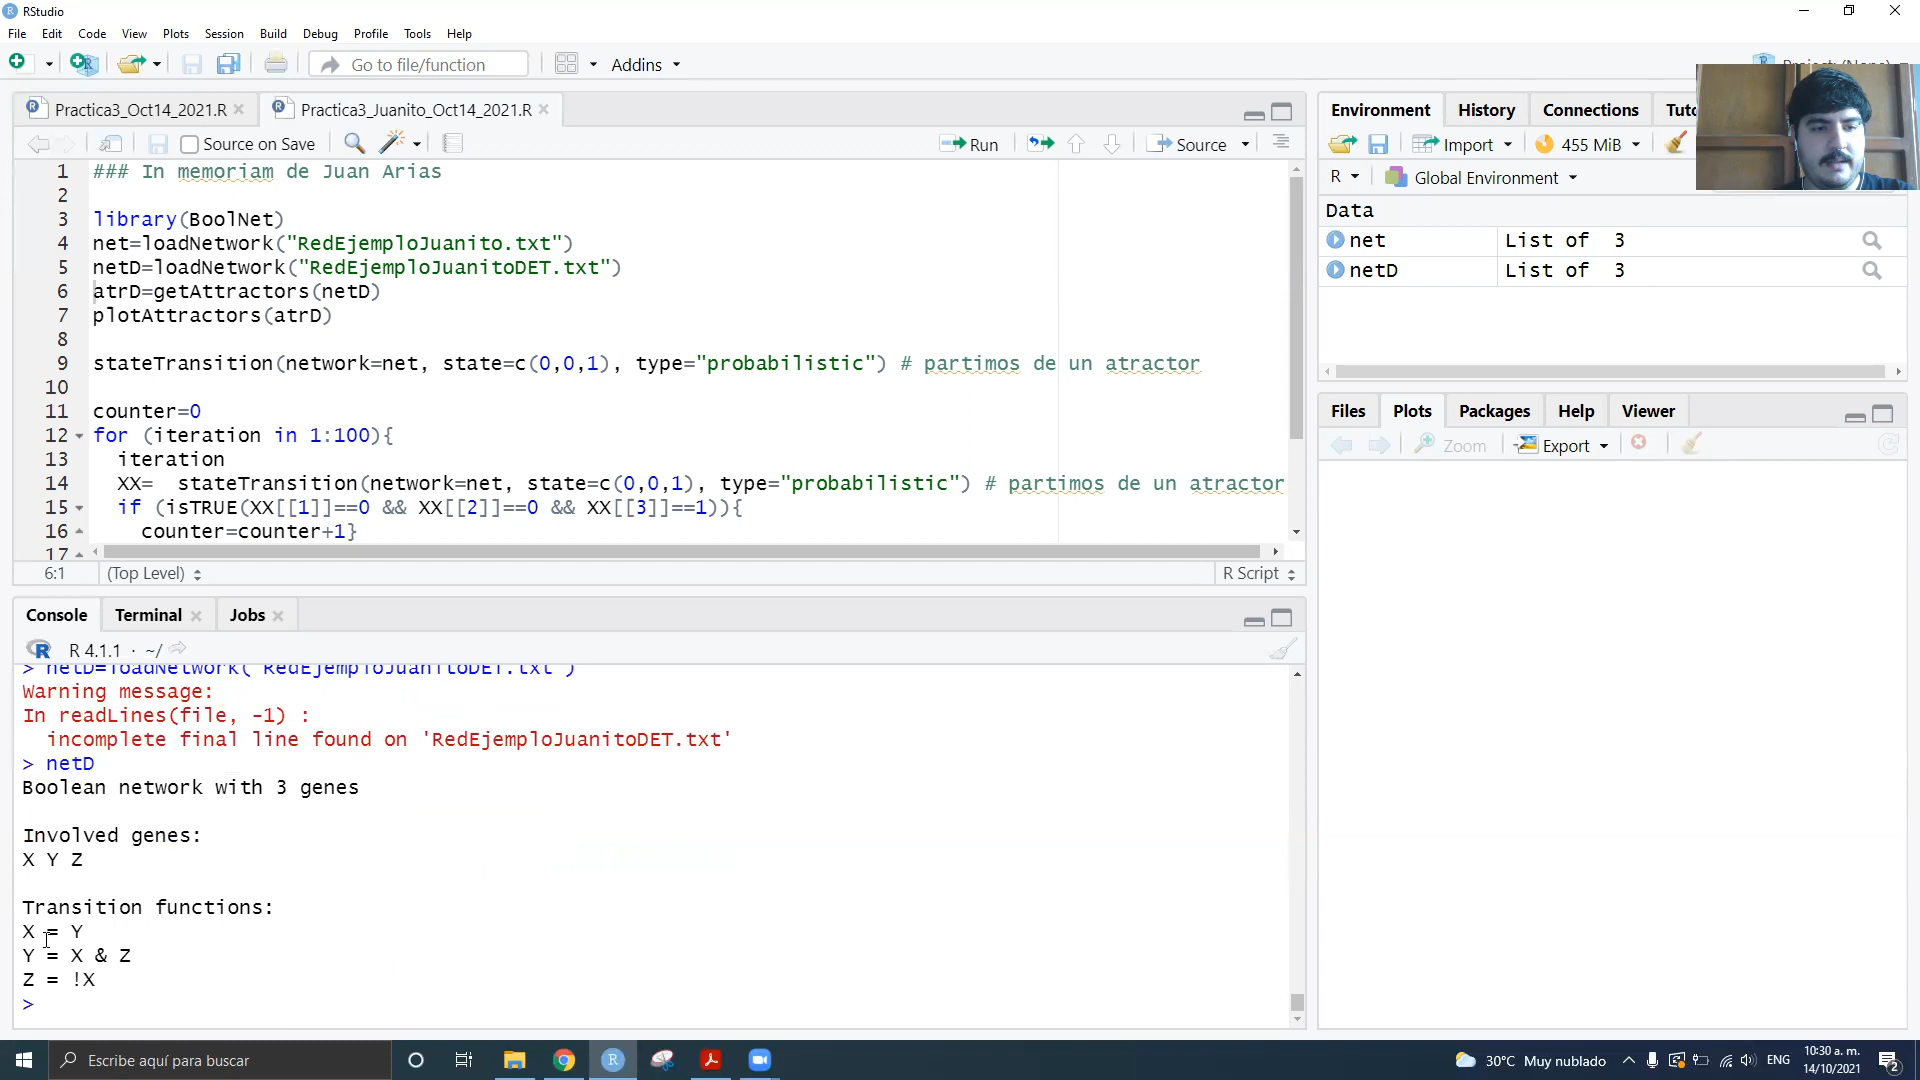 RStudio
File Edit Code View Plots Session Build Debug Profile Tools Help
Go to file/function Addins
Practica3_Oct14_2021.R Practica3_Juanito_Oct14_2021.R
Source on Save Run Source
1 ### In memoriam de Juan Arias
2
3 library(BoolNet)
4 net=loadNetwork("RedEjemploJuanito.txt")
5 netD=loadNetwork("RedEjemploJuanitoDET.txt")
6 atrD=getAttractors(netD)
7 plotAttractors(atrD)
8
9 stateTransition(network=net, state=c(0,0,1), type="probabilistic") # partimos de un atractor
10
11 counter=0
12 for (iteration in 1:100){
13 iteration
14 XX= stateTransition(network=net, state=c(0,0,1), type="probabilistic") # partimos de un atractor
15 if (isTRUE(XX[[1]]==0 && XX[[2]]==0 && XX[[3]]==1)){
16 counter=counter+1}
17
6:1 (Top Level) R Script
Console Terminal Jobs
R 4.1.1 · ~/
> netD=loadNetwork("RedEjemploJuanitoDET.txt")
Warning message:
In readLines(file, -1) :
incomplete final line found on 'RedEjemploJuanitoDET.txt'
> netD
Boolean network with 3 genes
Involved genes:
X Y Z
Transition functions:
X = Y
Y = X & Z
Z = !X
>
Environment History Connections
Import 455 MiB
R Global Environment
Data
net List of 3
netD List of 3
Files Plots Packages Help Viewer
Zoom Export
Escribe aquí para buscar
30°C Muy nublado ENG
10:30 a. m.
14/10/2021
2